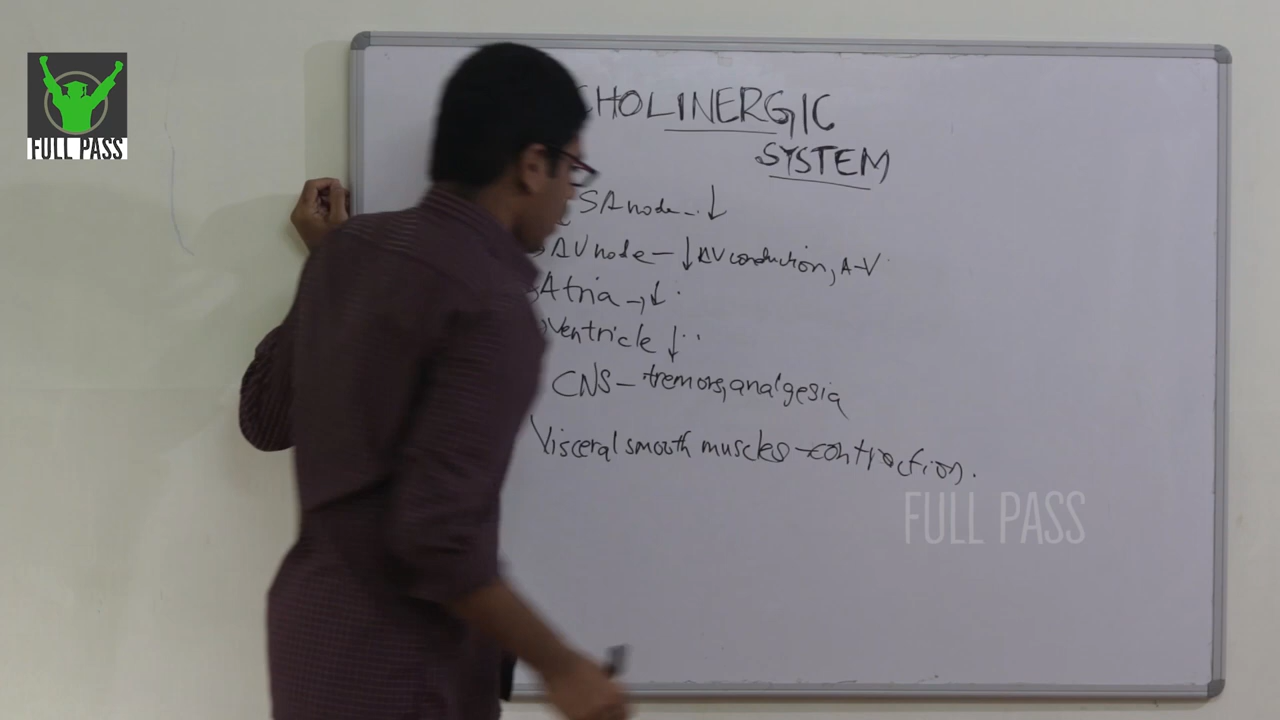 FULL PASS
CHOLINERGIC
SYSTEM
SA node - ↓
AV node - ↓ AV conduction, A-V
Atria → ↓
Ventricle ↓
CNS - tremors, analgesia
Visceral smooth muscles - contraction.
FULL PASS